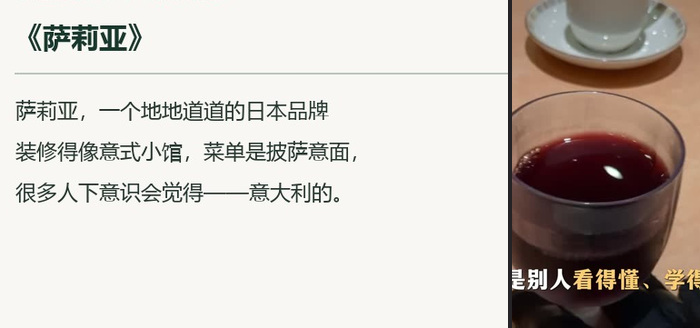 《萨莉亚》
萨莉亚，一个地地道道的日本品牌
装修得像意式小馆，菜单是披萨意面，
很多人下意识会觉得——意大利的。
是别人看得懂、学得